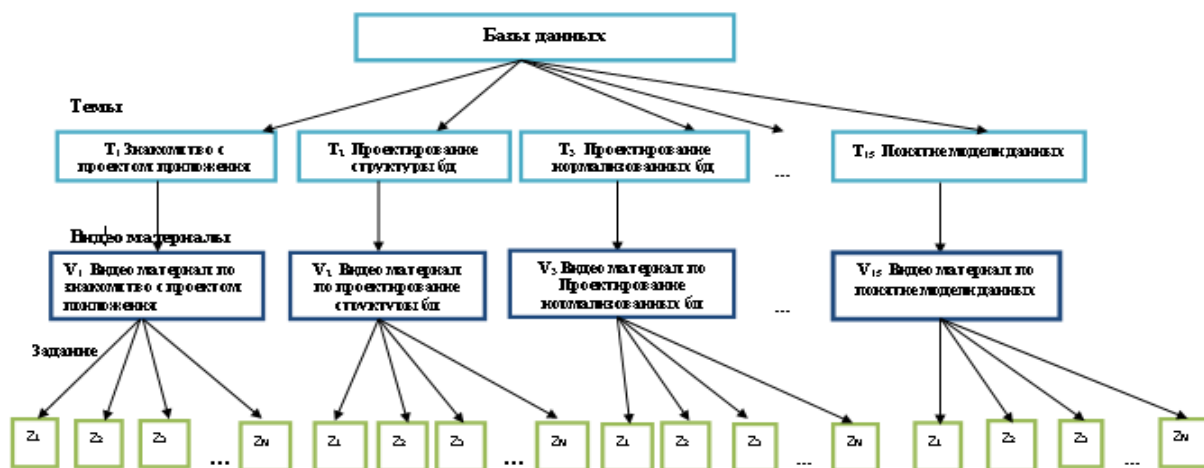 Базы данных
Темы
T1 Знакомство с
проектом приложения
T2 Проектирование
структуры бд
T3 Проектирование
нормализованных бд
...
T15 Понятие модели данных
Видео материалы
V1 Видео материал по
знакомство с проектом
приложения
V2 Видео материал
по проектирование
структуры бд
V3 Видео материал по
Проектирование
нормализованных бд
...
V15 Видео материал по
понятие модели данных
Задание
Z1 Z2 Z3 ... ZN Z1 Z2 Z3 ... ZN Z1 Z2 Z3 ... ZN Z1 Z2 Z3 ... ZN